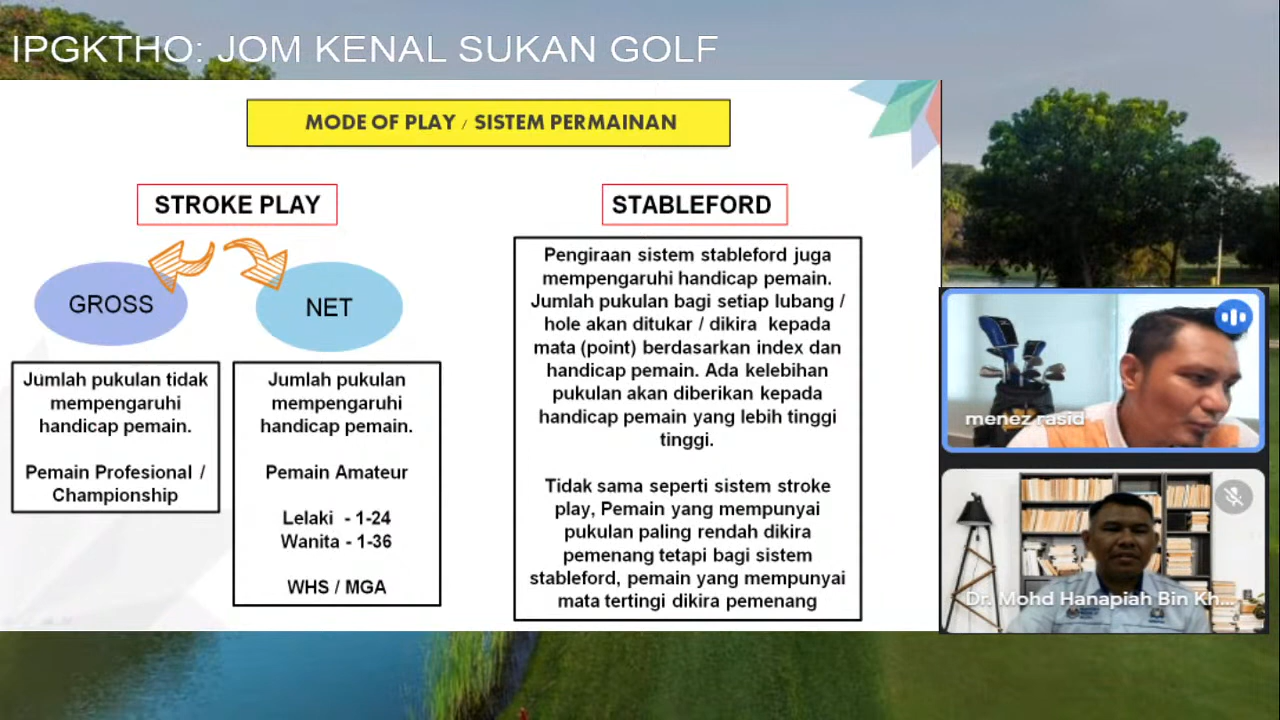 IPGKTHO: JOM KENAL SUKAN GOLF
MODE OF PLAY / SISTEM PERMAINAN
STROKE PLAY
GROSS
NET
Jumlah pukulan tidak
mempengaruhi
handicap pemain.
Pemain Profesional /
Championship
Jumlah pukulan
mempengaruhi
handicap pemain.
Pemain Amateur
Lelaki - 1-24
Wanita - 1-36
WHS / MGA
STABLEFORD
Pengiraan sistem stableford juga
mempengaruhi handicap pemain.
Jumlah pukulan bagi setiap lubang /
hole akan ditukar / dikira kepada
mata (point) berdasarkan index dan
handicap pemain. Ada kelebihan
pukulan akan diberikan kepada
handicap pemain yang lebih tinggi
tinggi.
Tidak sama seperti sistem stroke
play, Pemain yang mempunyai
pukulan paling rendah dikira
pemenang tetapi bagi sistem
stableford, pemain yang mempunyai
mata tertingi dikira pemenang
menez rasid
Dr. Mohd Hanapiah Bin Kh...